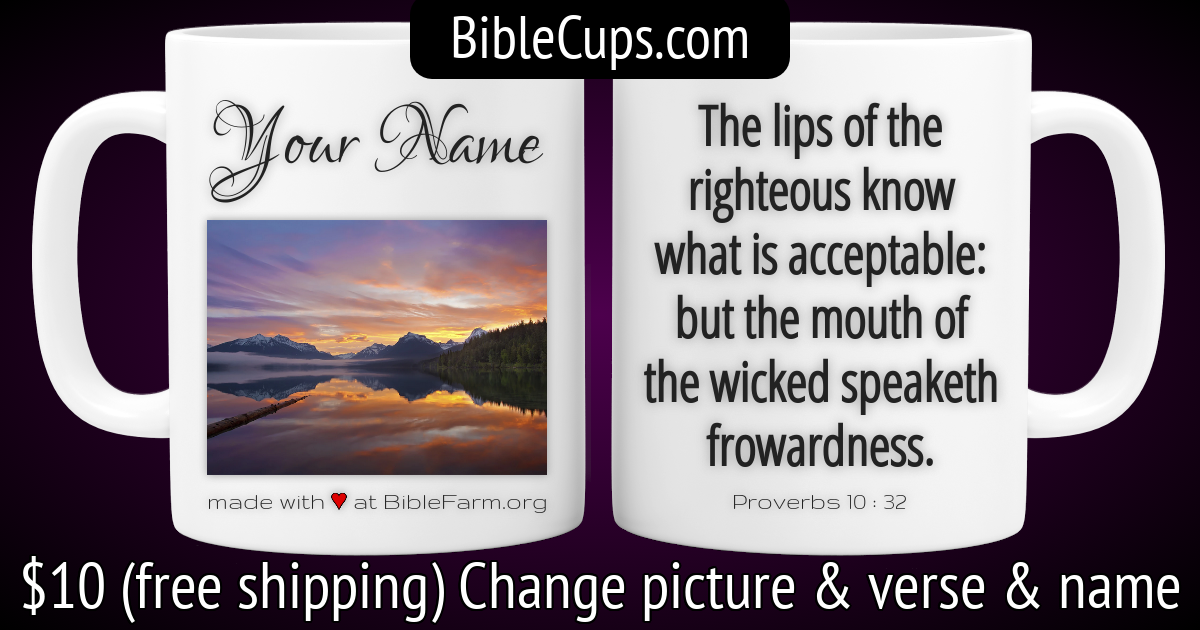 BibleCups.com
Your Name
made with ♥ at BibleFarm.org
The lips of the
righteous know
what is acceptable:
but the mouth of
the wicked speaketh
frowardness.
Proverbs 10 : 32
$10 (free shipping) Change picture & verse & name